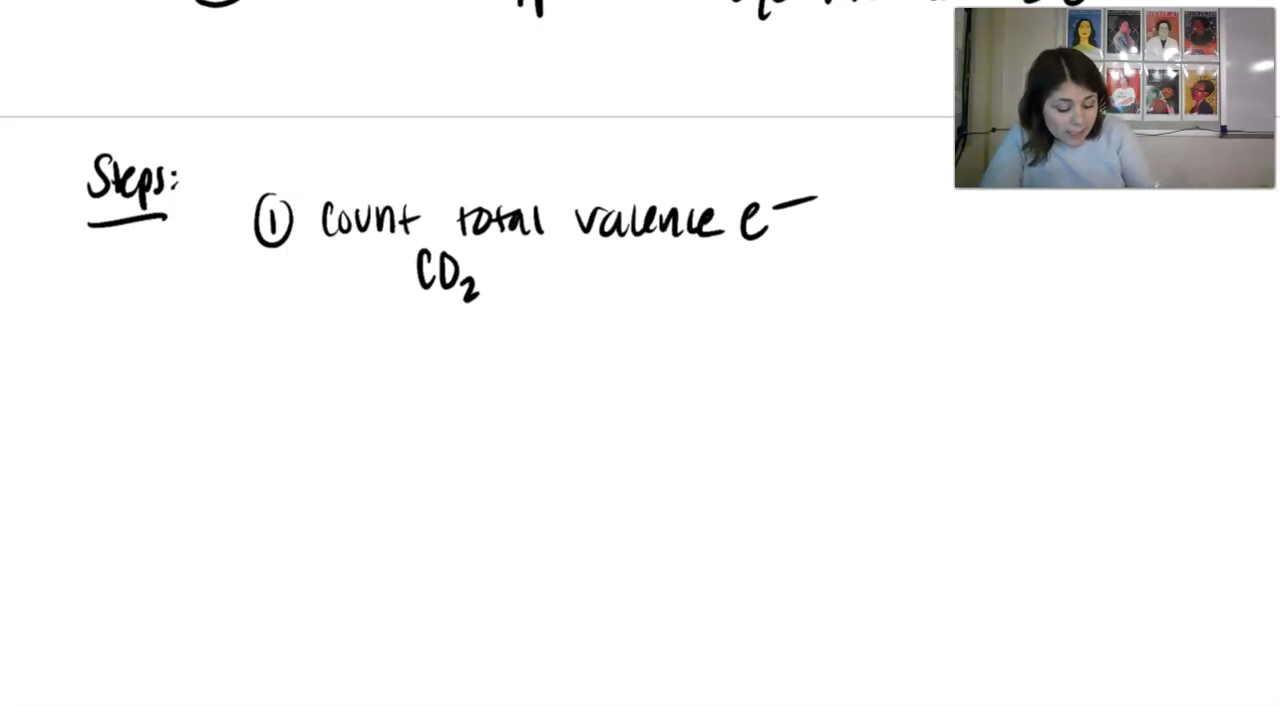 Steps:
① count total valence e⁻
CO₂